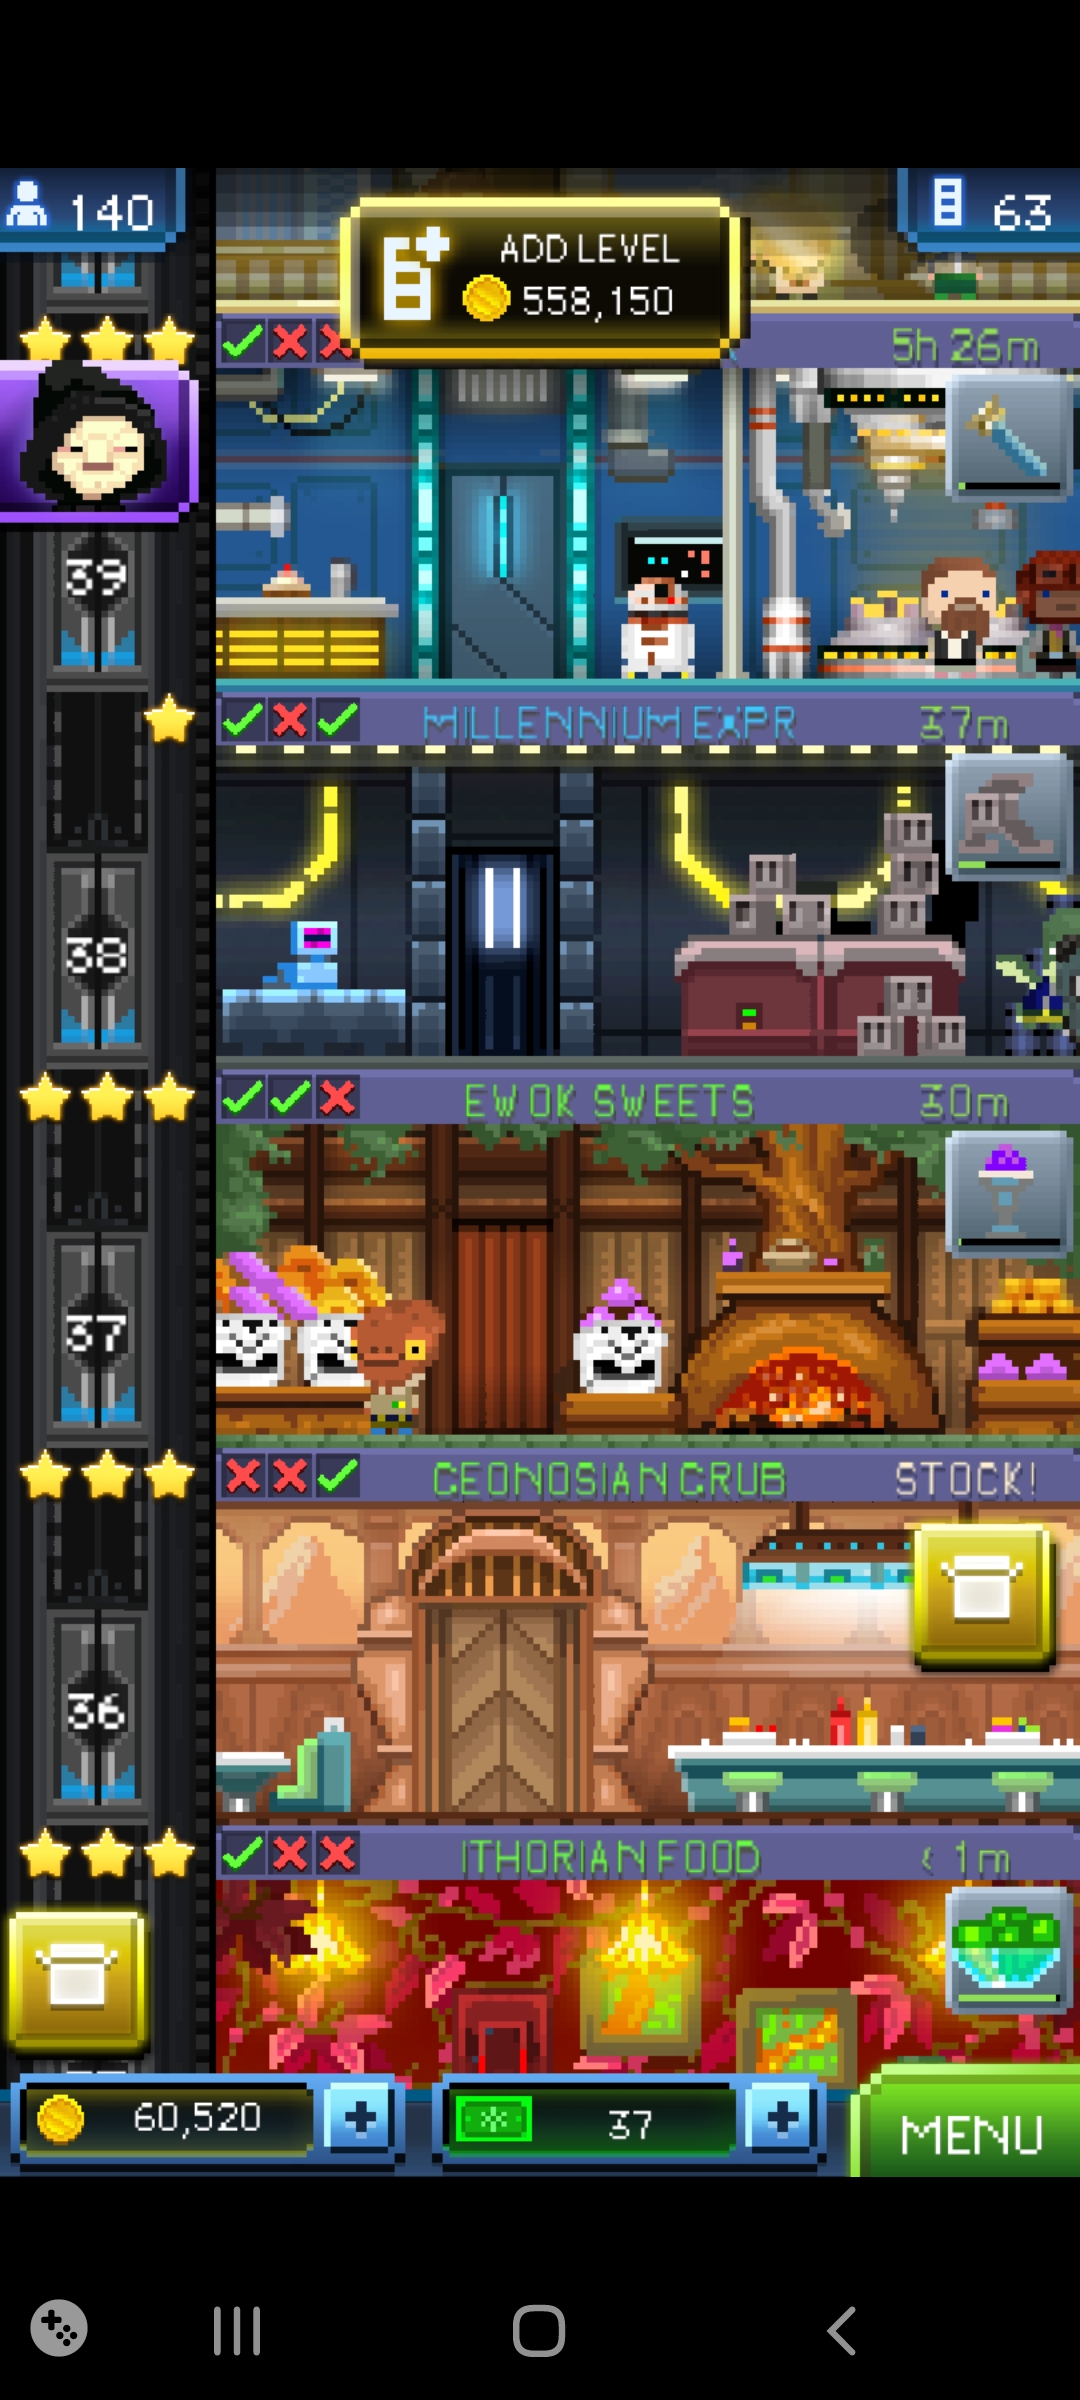 140
63
ADD LEVEL
558,150
5h 26m
39
MILLENNIUM EXPR
37m
38
EWOK SWEETS
30m
37
GEONOSIAN GRUB
STOCK!
36
ITHORIAN FOOD
< 1m
60,520
37
MENU